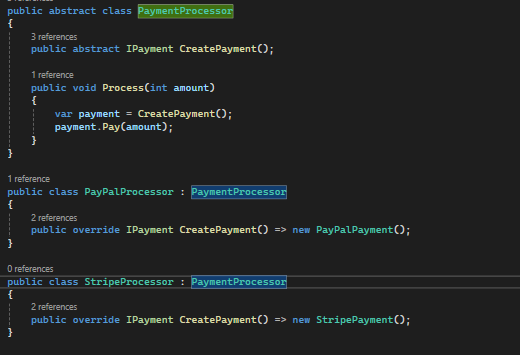 public abstract class PaymentProcessor
{
3 references
public abstract IPayment CreatePayment();
1 reference
public void Process(int amount)
{
var payment = CreatePayment();
payment.Pay(amount);
}
}
1 reference
public class PayPalProcessor : PaymentProcessor
{
2 references
public override IPayment CreatePayment() => new PayPalPayment();
}
0 references
public class StripeProcessor : PaymentProcessor
{
2 references
public override IPayment CreatePayment() => new StripePayment();
}